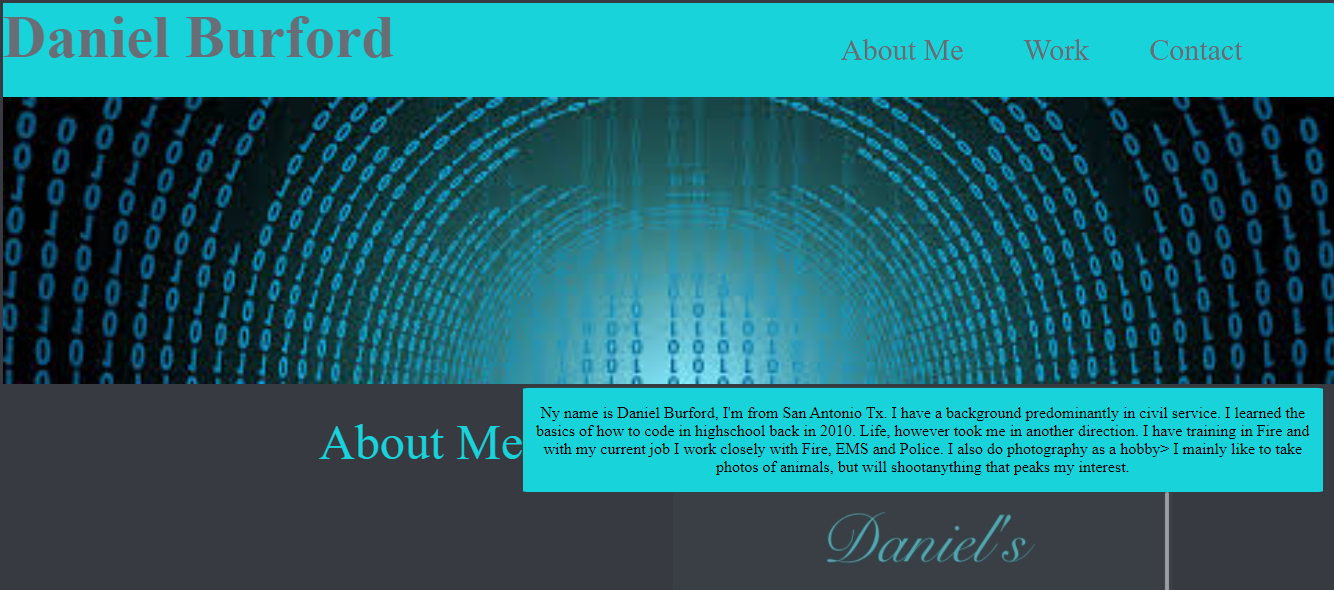 Daniel Burford
About Me Work Contact
About Me
Ny name is Daniel Burford, I'm from San Antonio Tx. I have a background predominantly in civil service. I learned the
basics of how to code in highschool back in 2010. Life, however took me in another direction. I have training in Fire and
with my current job I work closely with Fire, EMS and Police. I also do photography as a hobby> I mainly like to take
photos of animals, but will shootanything that peaks my interest.
Daniel's